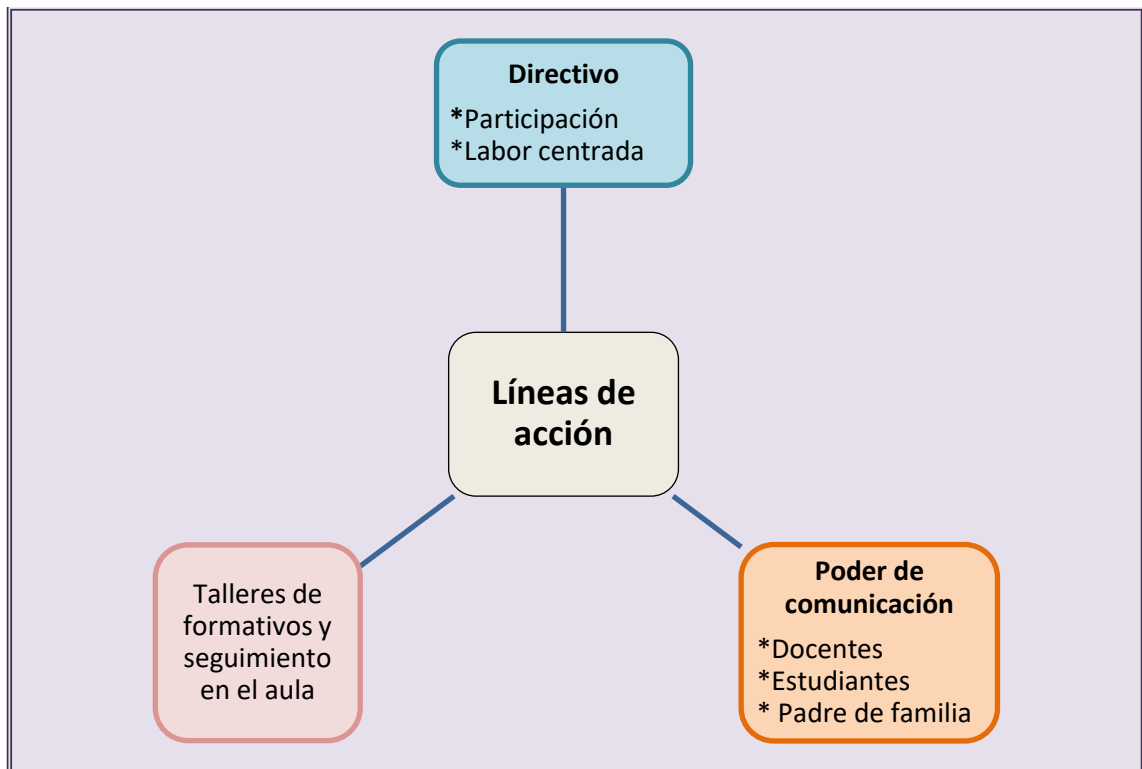 Directivo
*Participación
*Labor centrada
Líneas de
acción
Talleres de
formativos y
seguimiento
en el aula
Poder de
comunicación
*Docentes
*Estudiantes
* Padre de familia